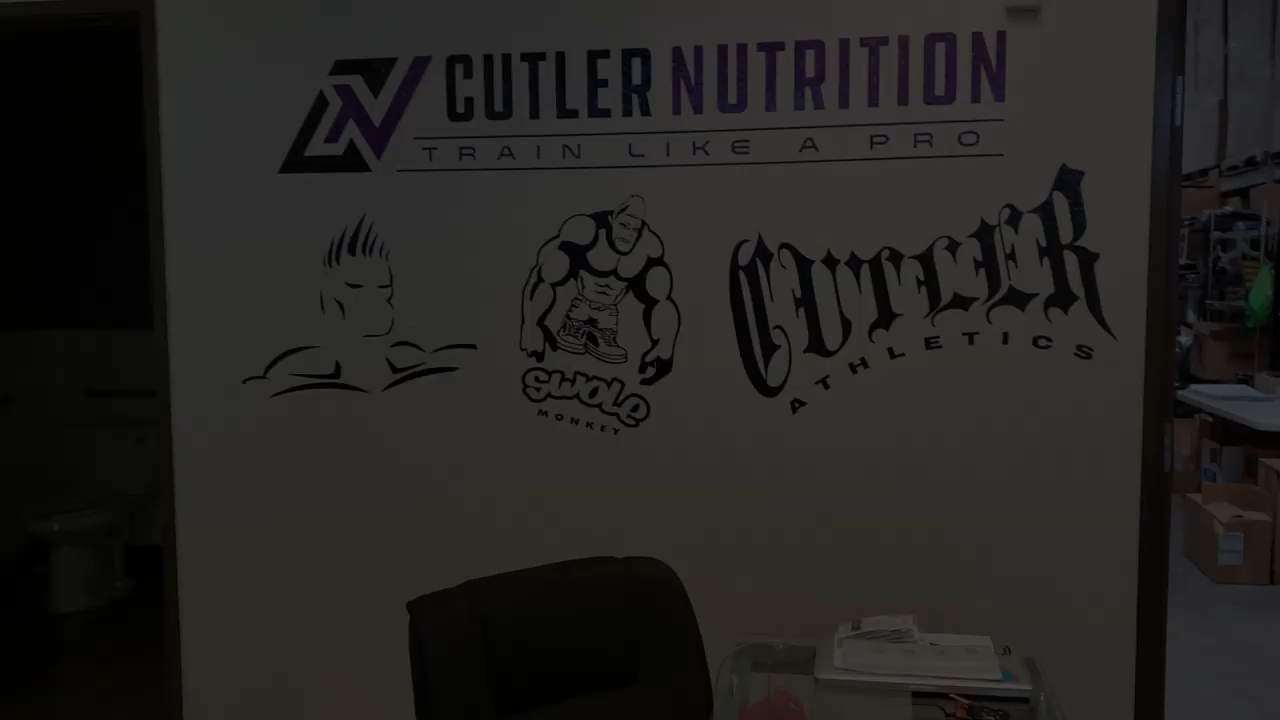 CUTLER NUTRITION
TRAIN LIKE A PRO
SWOLE
MONKEY
CUTLER
ATHLETICS